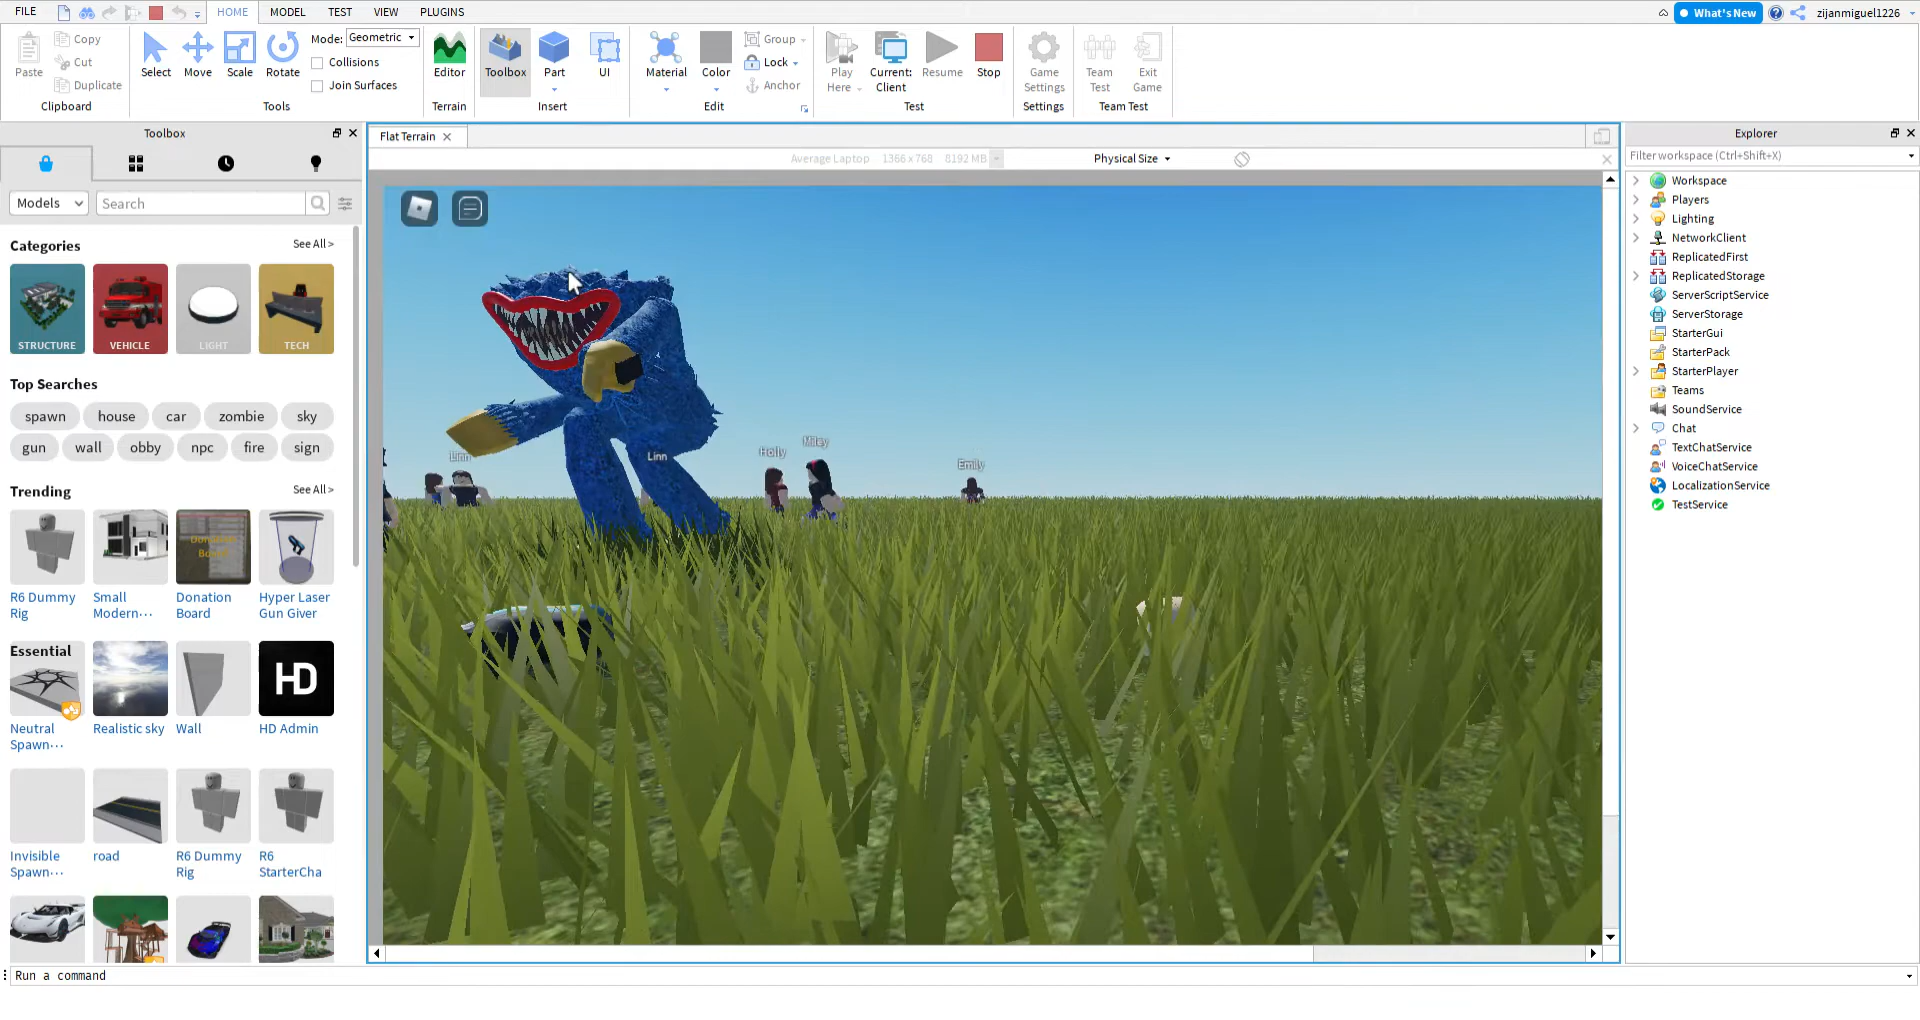 FILE HOME MODEL TEST VIEW PLUGINS What's New zijanmiguel1226
Paste Copy Cut Duplicate Select Move Scale Rotate Mode: Geometric Collisions Join Surfaces Editor Toolbox Part UI Material Color Group Lock Anchor Play Here Current: Client Resume Stop Game Settings Team Test Exit Game
Clipboard Tools Terrain Insert Edit Test Settings Team Test
Toolbox
Models Search
Categories See All >
STRUCTURE VEHICLE LIGHT TECH
Top Searches
spawn house car zombie sky
gun wall obby npc fire sign
Trending See All >
Donation Board
R6 Dummy Rig
Small Modern···
Donation Board
Hyper Laser Gun Giver
Essential
HD
Neutral Spawn···
Realistic sky
Wall
HD Admin
Invisible Spawn···
road
R6 Dummy Rig
R6 StarterCha
Flat Terrain
Average Laptop 1366 x 768 8192 MB Physical Size
Linn Linn Holly Miley Emily
Explorer
Filter workspace (Ctrl+Shift+X)
Workspace
Players
Lighting
NetworkClient
ReplicatedFirst
ReplicatedStorage
ServerScriptService
ServerStorage
StarterGui
StarterPack
StarterPlayer
Teams
SoundService
Chat
TextChatService
VoiceChatService
LocalizationService
TestService
Run a command